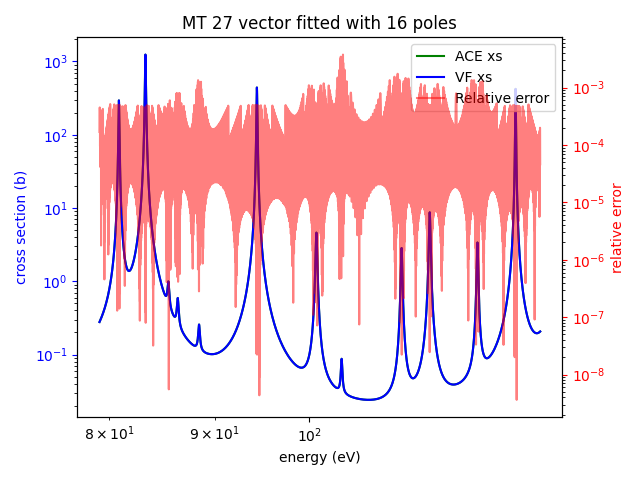 MT 27 vector fitted with 16 poles
ACE xs
VF xs
Relative error
10³
10²
10¹
10⁰
10⁻¹
cross section (b)
10⁻³
10⁻⁴
10⁻⁵
10⁻⁶
10⁻⁷
10⁻⁸
relative error
8 × 10¹
9 × 10¹
10²
energy (eV)